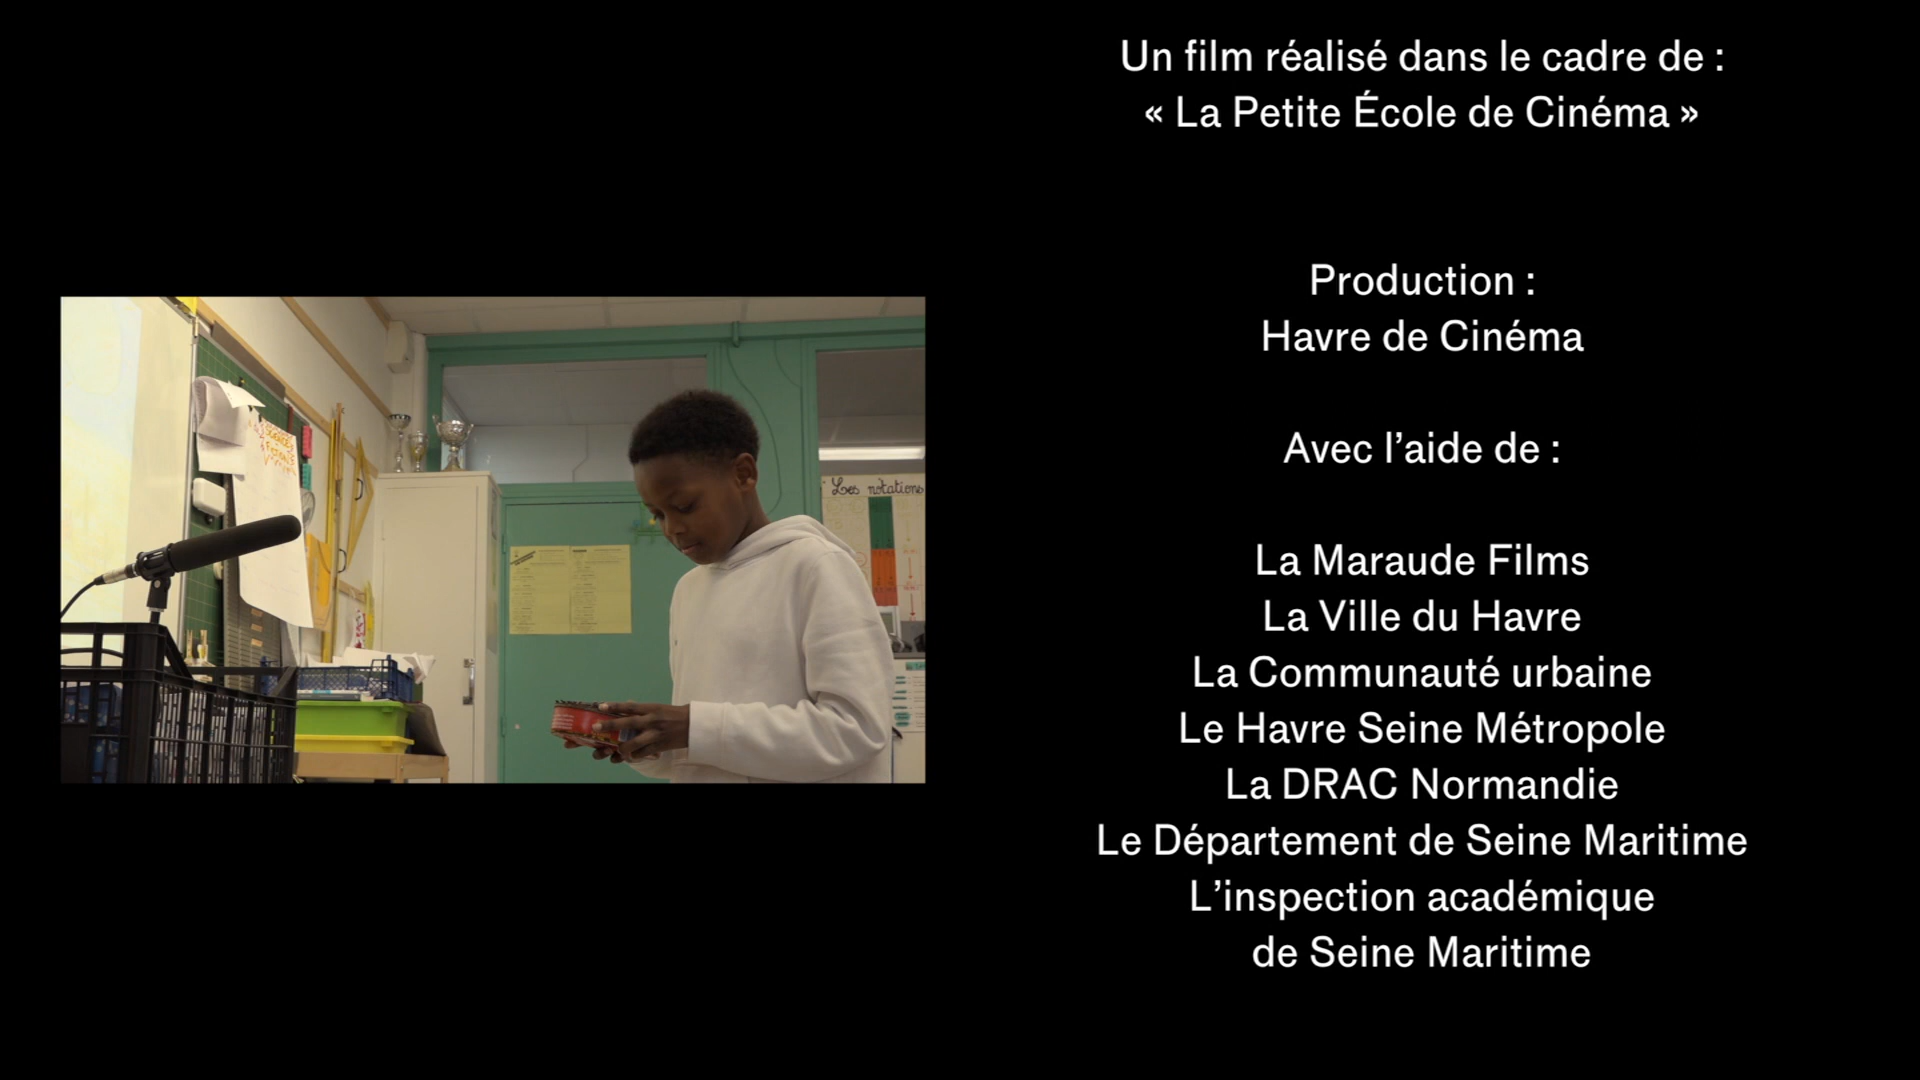 Un film réalisé dans le cadre de :
« La Petite École de Cinéma »
Production :
Havre de Cinéma
Avec l’aide de :
La Maraude Films
La Ville du Havre
La Communauté urbaine
Le Havre Seine Métropole
La DRAC Normandie
Le Département de Seine Maritime
L’inspection académique
de Seine Maritime
Les notations